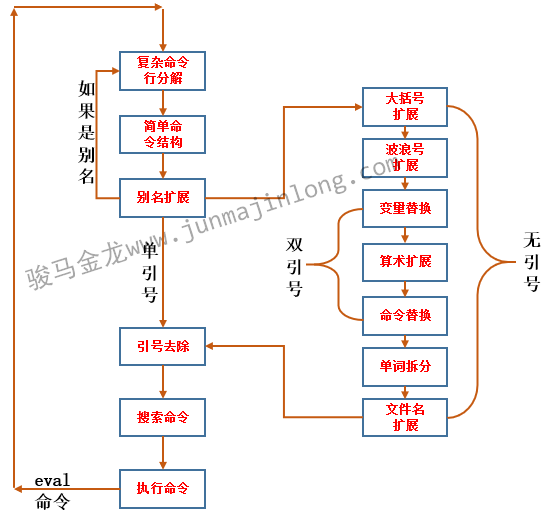 复杂命令
行分解
如果是别名
简单命
令结构
别名扩展
单引号
引号去除
搜索命令
执行命令
eval
命令
大括号
扩展
波浪号
扩展
变量替换
算术扩展
命令替换
单词拆分
文件名
扩展
双引号
无引号
骏马金龙www.junmajinlong.com